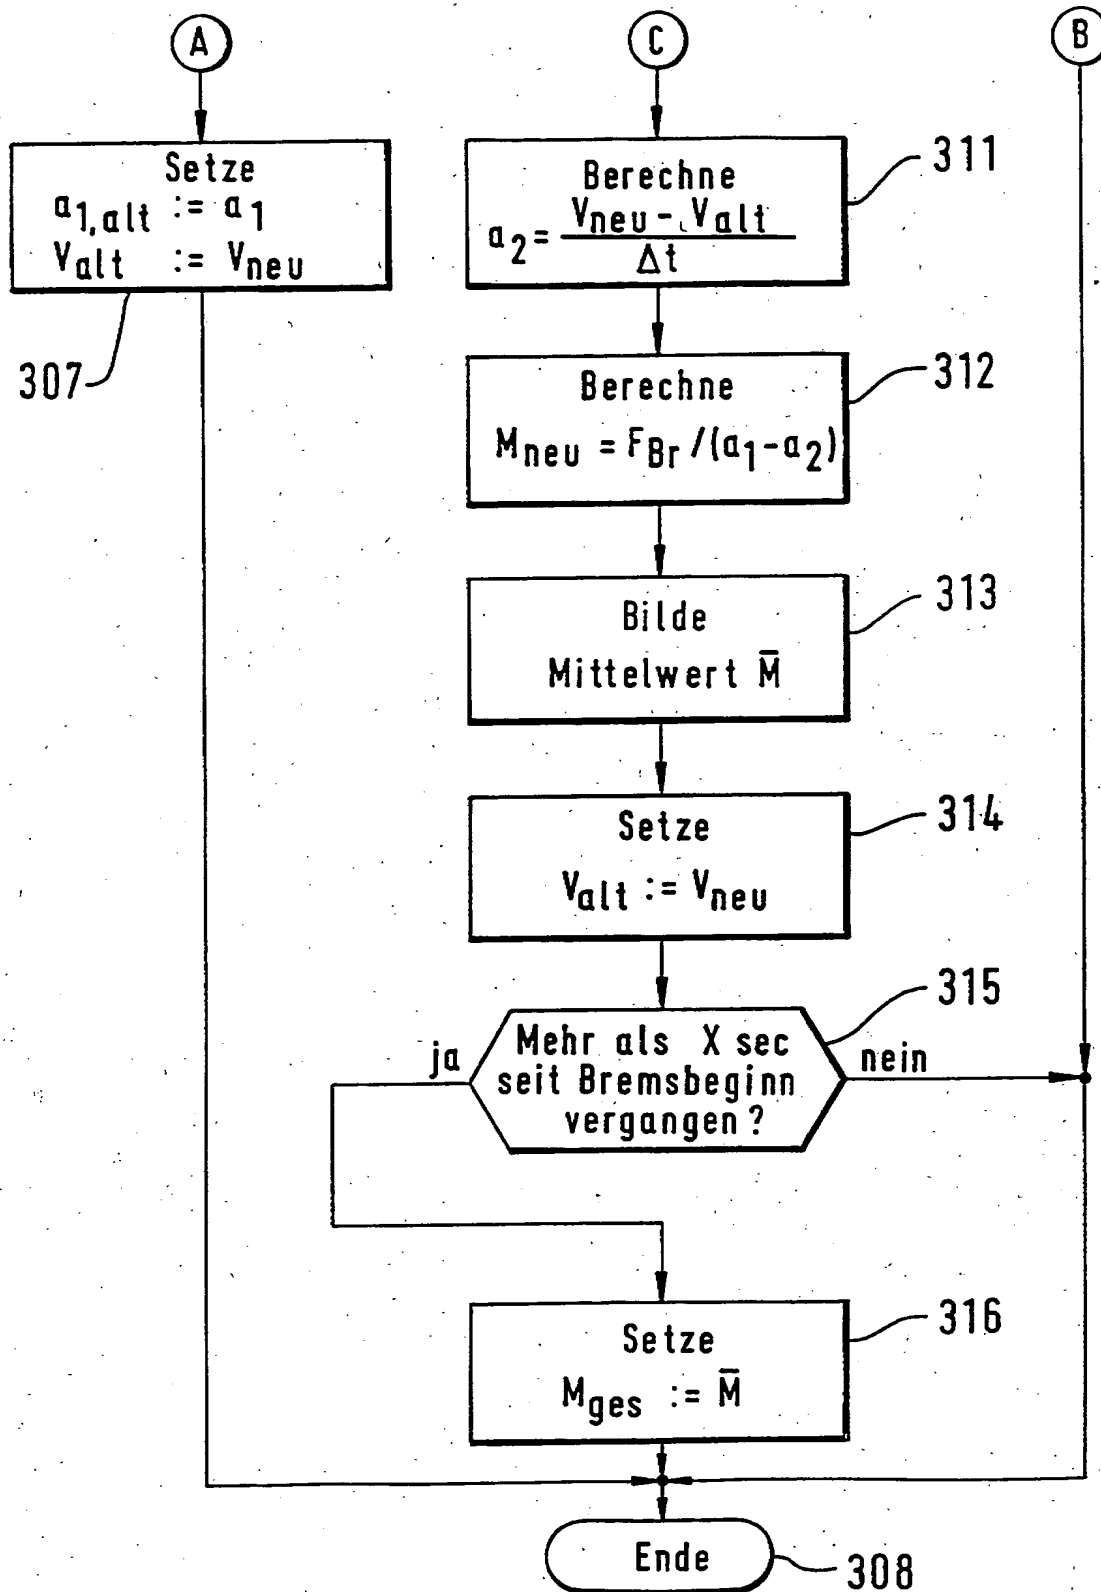 A
C
B
Setze
a1,alt := a1
Valt := Vneu
307
Berechne
a2 = (Vneu - Valt) / Δt
311
Berechne
Mneu = FBr /(a1-a2)
312
Bilde
Mittelwert M̅
313
Setze
Valt := Vneu
314
Mehr als X sec
seit Bremsbeginn
vergangen ?
315
ja
nein
Setze
Mges := M̅
316
Ende
308